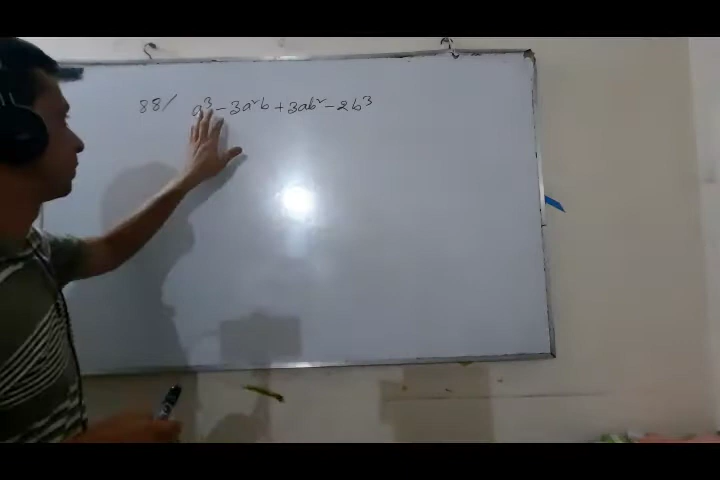 88/ a³ - 3a²b + 3ab² - 2b³